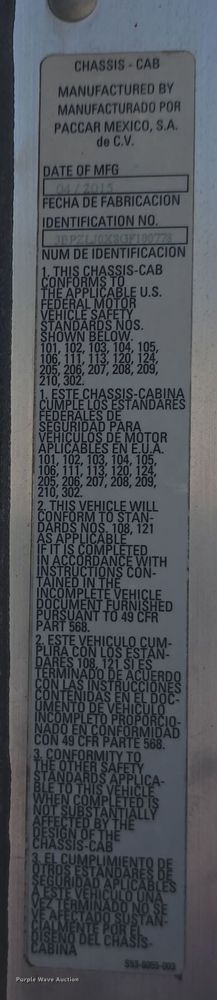 CHASSIS - CAB
MANUFACTURED BY
MANUFACTURADO POR
PACCAR MEXICO, S.A.
de C.V.
DATE OF MFG
04/2015
FECHA DE FABRICACION
IDENTIFICATION NO.
NUM DE IDENTIFICACION
1. THIS CHASSIS-CAB
CONFORMS TO
THE APPLICABLE U.S.
FEDERAL MOTOR
VEHICLE SAFETY
STANDARDS NOS.
SHOWN BELOW.
101, 102, 103, 104, 105,
106, 111, 113, 120, 124,
205, 206, 207, 208, 209,
210, 302.
1. ESTE CHASSIS-CABINA
CUMPLE LOS ESTANDARES
FEDERALES DE
SEGURIDAD PARA
VEHICULOS DE MOTOR
APLICABLES EN E.U.A.
101, 102, 103, 104, 105,
106, 111, 113, 120, 124,
205, 206, 207, 208, 209,
210, 302.
2. THIS VEHICLE WILL
CONFORM TO STAN-
DARDS NOS. 108, 121
AS APPLICABLE
IF IT IS COMPLETED
IN ACCORDANCE WITH
INSTRUCTIONS CON-
TAINED IN THE
INCOMPLETE VEHICLE
DOCUMENT FURNISHED
PURSUANT TO 49 CFR
PART 568.
2. ESTE VEHICULO CUM-
PLIRA CON LOS ESTAN-
DARES 108, 121 SI ES
TERMINADO DE ACUERDO
CON LAS INSTRUCCIONES
CONTENIDAS EN EL DOC-
UMENTO DE VEHICULO
INCOMPLETO PROPORCIO-
NADO EN CONFORMIDAD
CON 49 CFR PARTE 568.
3. CONFORMITY TO
THE OTHER SAFETY
STANDARDS APPLICA-
BLE TO THIS VEHICLE
WHEN COMPLETED IS
NOT SUBSTANTIALLY
AFFECTED BY THE
DESIGN OF THE
CHASSIS-CAB
3. EL CUMPLIMIENTO DE
OTROS ESTANDARES DE
SEGURIDAD APLICABLES
A ESTE VEHICULO UNA
VEZ TERMINADO NO SE
VE AFECTADO SUSTAN-
CIALMENTE POR EL
DISENO DEL CHASIS-
CABINA
S53-6055-003
Purple Wave Auction